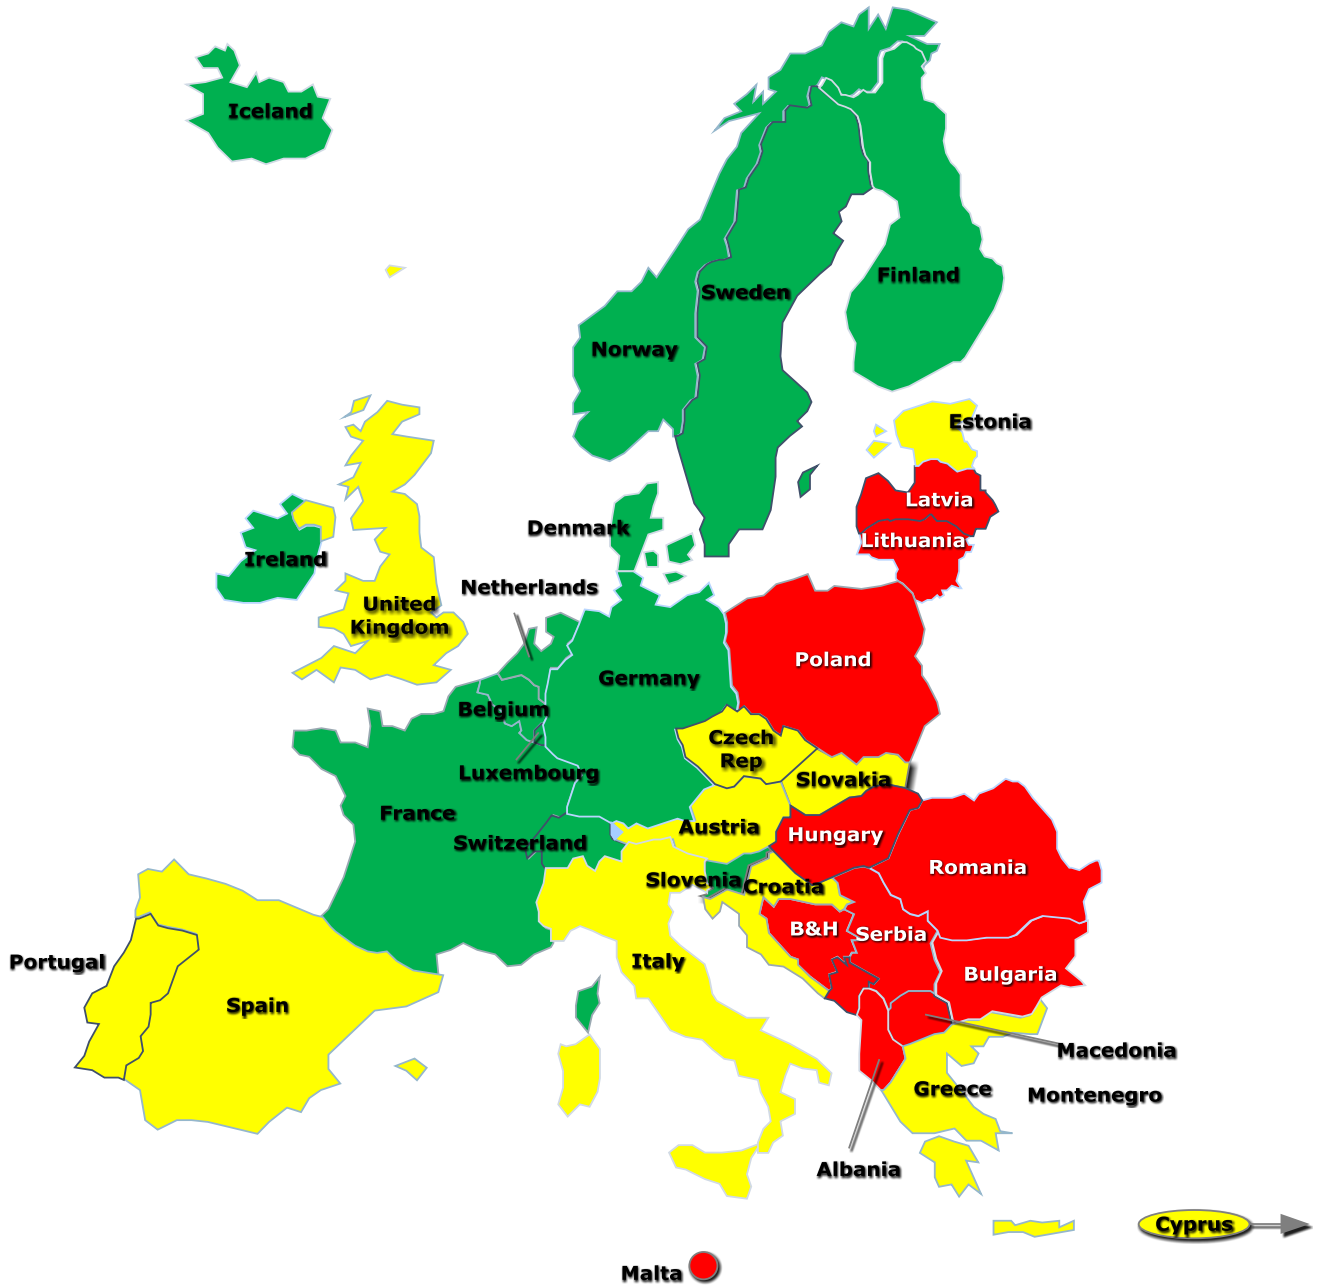 Iceland
Finland
Sweden
Norway
Estonia
Latvia
Denmark
Lithuania
Ireland
Netherlands
United
Kingdom
Poland
Germany
Belgium
Czech
Rep
Luxembourg
Slovakia
France
Austria
Hungary
Switzerland
Romania
Slovenia
Croatia
B&H
Serbia
Portugal
Italy
Bulgaria
Spain
Macedonia
Greece
Montenegro
Albania
Cyprus
Malta